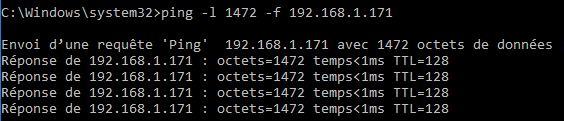 C:\Windows\system32>ping -l 1472 -f 192.168.1.171
Envoi d’une requête 'Ping'  192.168.1.171 avec 1472 octets de données
Réponse de 192.168.1.171 : octets=1472 temps<1ms TTL=128
Réponse de 192.168.1.171 : octets=1472 temps<1ms TTL=128
Réponse de 192.168.1.171 : octets=1472 temps<1ms TTL=128
Réponse de 192.168.1.171 : octets=1472 temps<1ms TTL=128